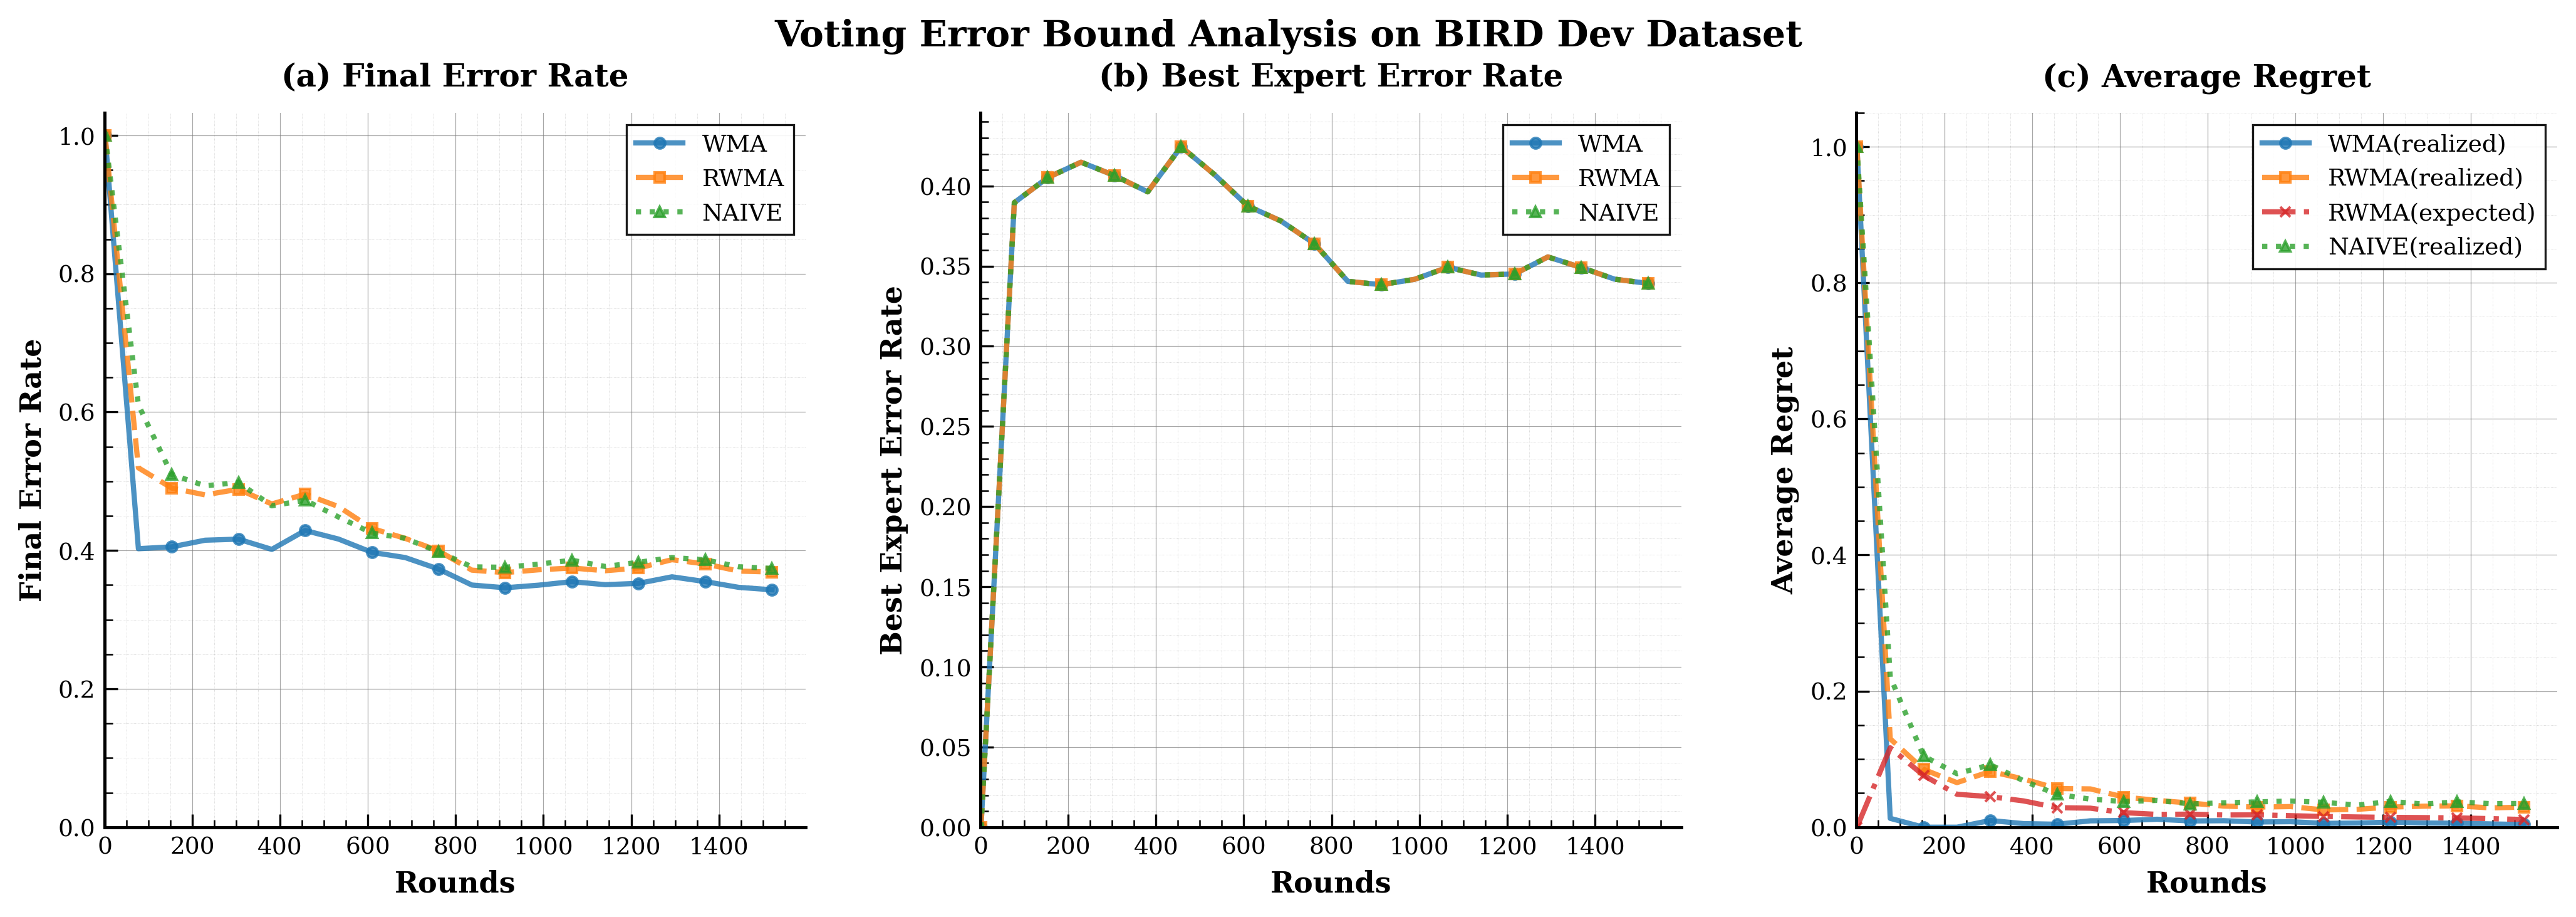 Voting Error Bound Analysis on BIRD Dev Dataset
(a) Final Error Rate
Final Error Rate
1.0
0.8
0.6
0.4
0.2
0.0
0 200 400 600 800 1000 1200 1400
Rounds
WMA
RWMA
NAIVE
(b) Best Expert Error Rate
Best Expert Error Rate
0.40
0.35
0.30
0.25
0.20
0.15
0.10
0.05
0.00
0 200 400 600 800 1000 1200 1400
Rounds
WMA
RWMA
NAIVE
(c) Average Regret
Average Regret
1.0
0.8
0.6
0.4
0.2
0.0
0 200 400 600 800 1000 1200 1400
Rounds
WMA(realized)
RWMA(realized)
RWMA(expected)
NAIVE(realized)